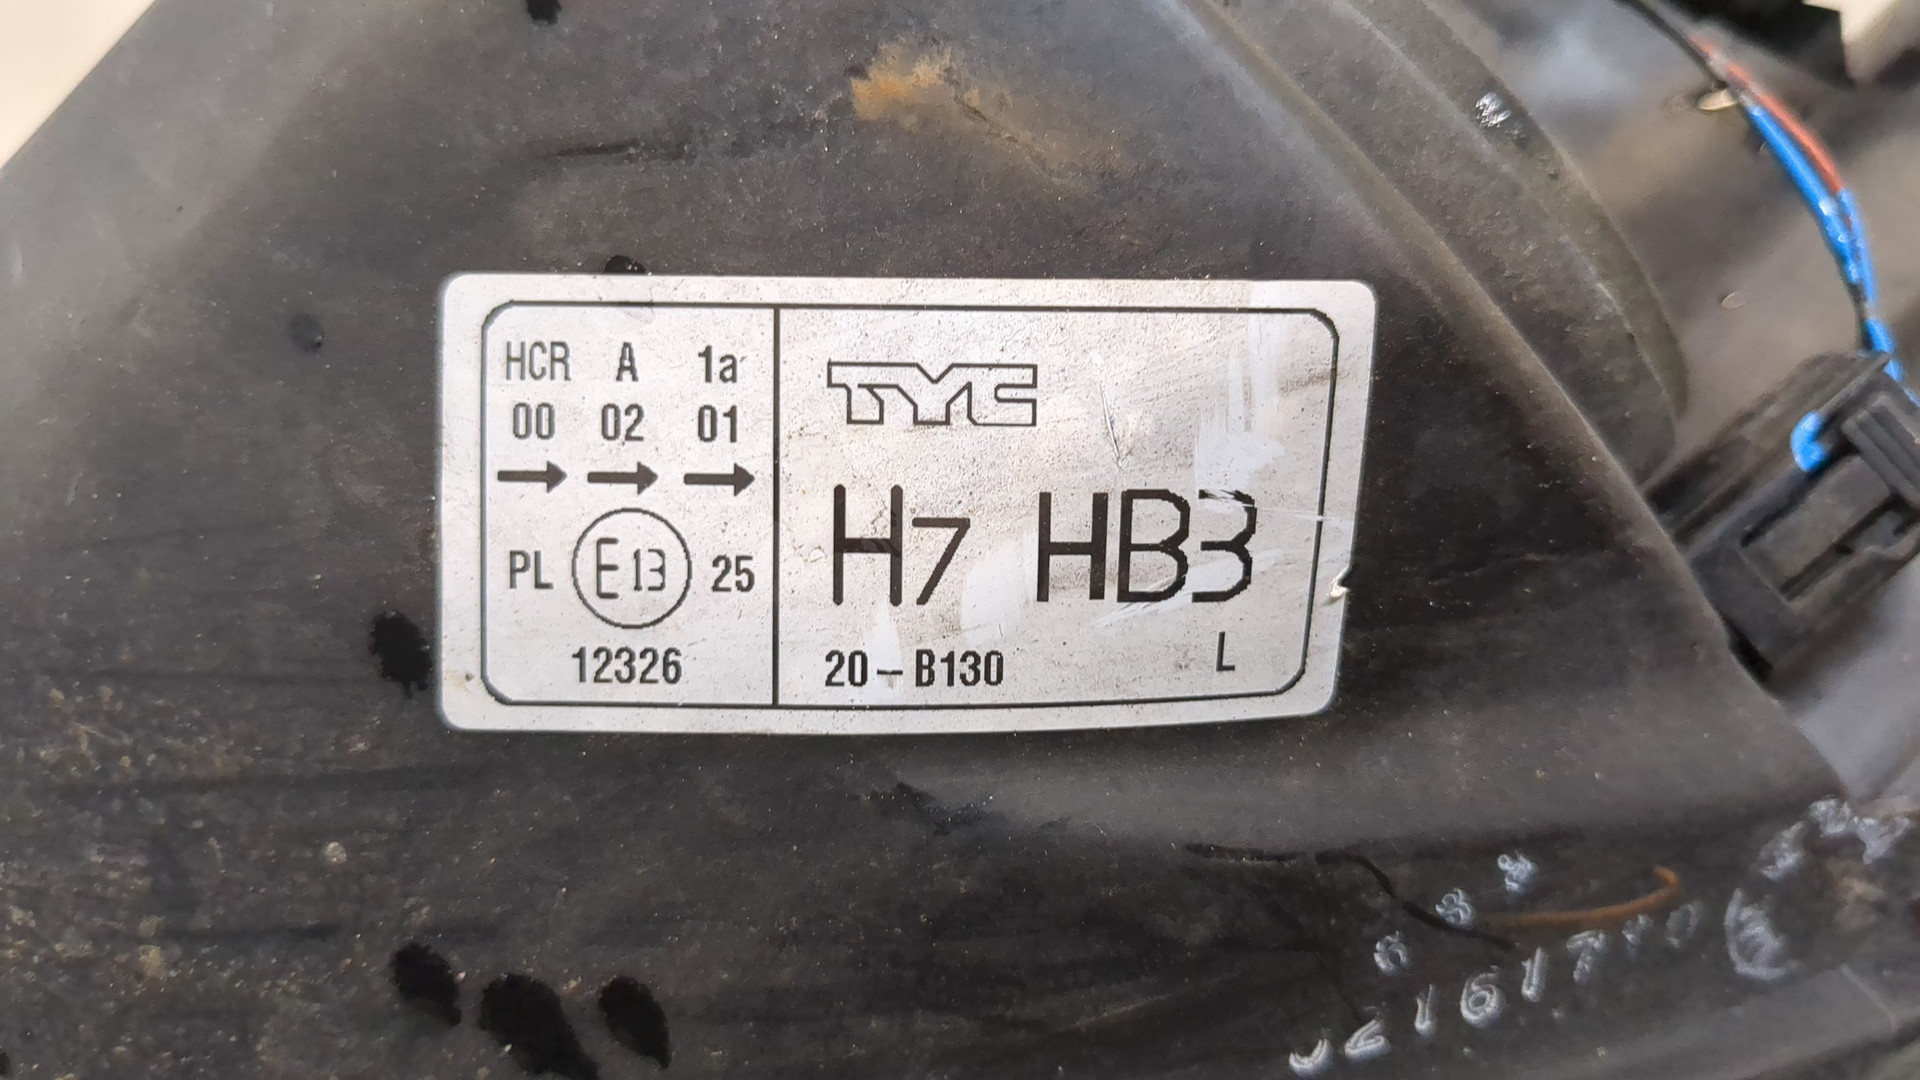 HCR A 1a
00 02 01
→ → →
PL E13 25
12326
TYC
H7 HB3
20-B130 L